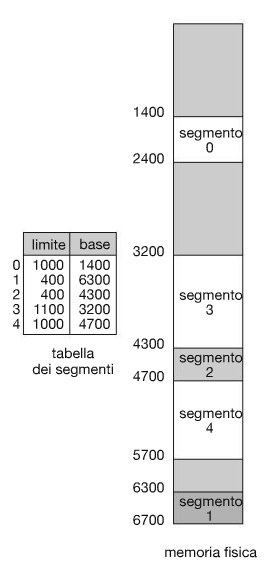 limite base
0 1000 1400
1 400 6300
2 400 4300
3 1100 3200
4 1000 4700
tabella
dei segmenti
1400
segmento
0
2400
3200
segmento
3
4300
segmento
2
4700
segmento
4
5700
6300
segmento
1
6700
memoria fisica